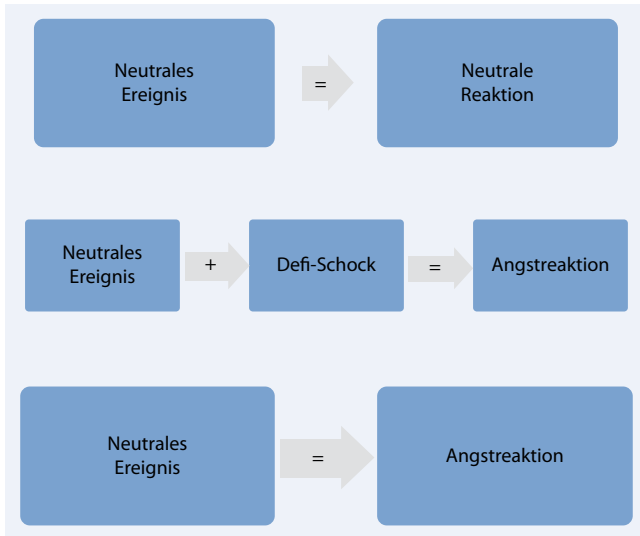 Neutrales
Ereignis
=
Neutrale
Reaktion
Neutrales
Ereignis
+
Defi-Schock
=
Angstreaktion
Neutrales
Ereignis
=
Angstreaktion